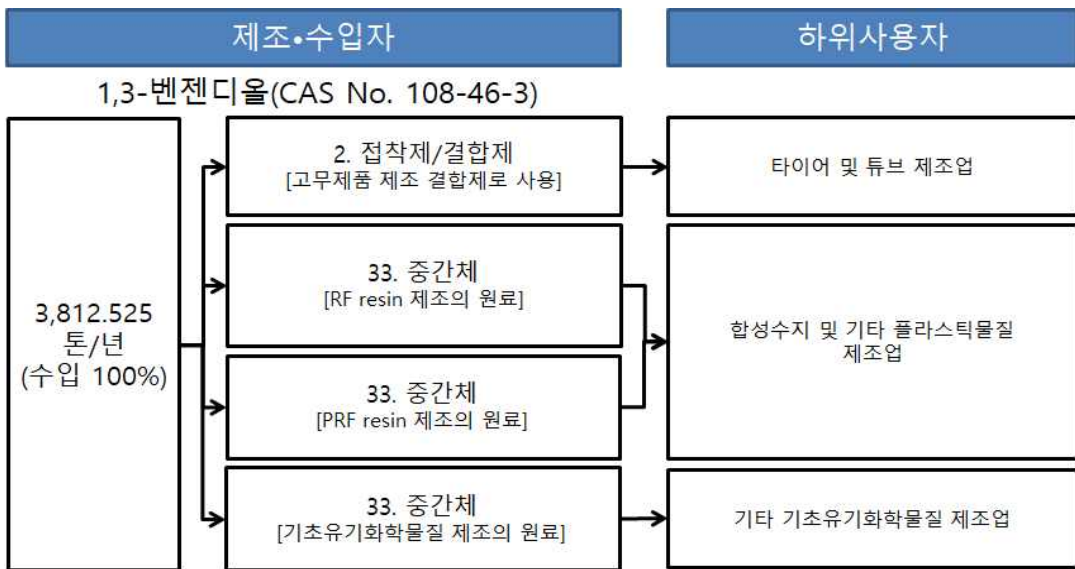 제조•수입자
하위사용자
1,3-벤젠디올(CAS No. 108-46-3)
3,812.525
톤/년
(수입 100%)
2. 접착제/결합제
[고무제품 제조 결합제로 사용]
타이어 및 튜브 제조업
33. 중간체
[RF resin 제조의 원료]
33. 중간체
[PRF resin 제조의 원료]
합성수지 및 기타 플라스틱물질
제조업
33. 중간체
[기초유기화학물질 제조의 원료]
기타 기초유기화학물질 제조업